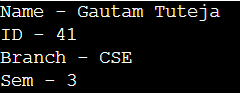 Name - Gautam Tuteja
ID - 41
Branch - CSE
Sem - 3